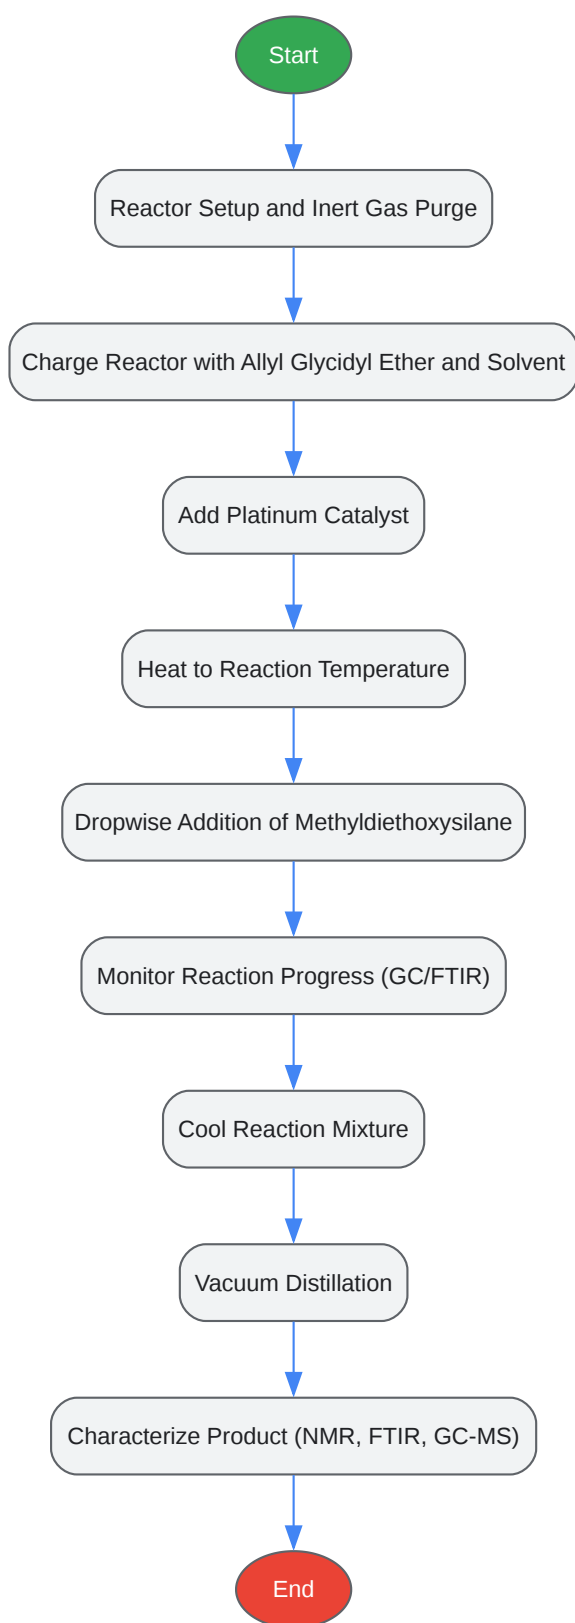 Start
Reactor Setup and Inert Gas Purge
Charge Reactor with Allyl Glycidyl Ether and Solvent
Add Platinum Catalyst
Heat to Reaction Temperature
Dropwise Addition of Methyldiethoxysilane
Monitor Reaction Progress (GC/FTIR)
Cool Reaction Mixture
Vacuum Distillation
Characterize Product (NMR, FTIR, GC-MS)
End